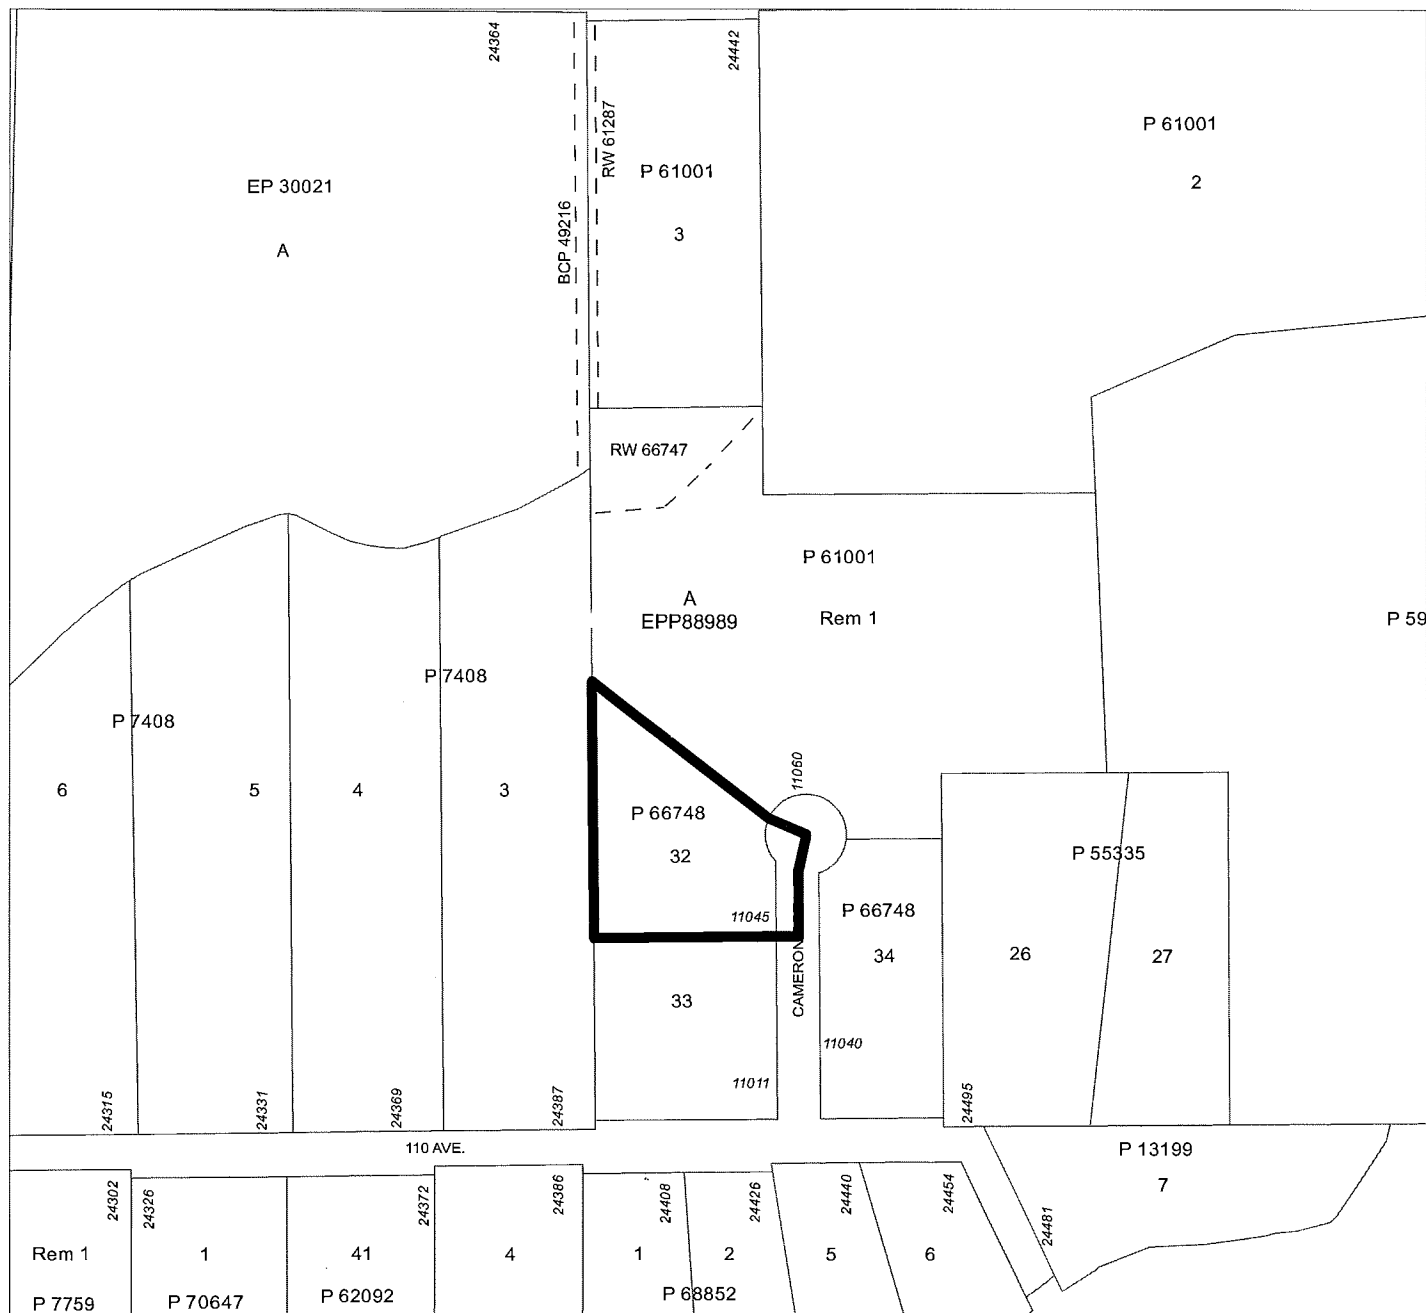 24364
24442
RW 61287
P 61001
2
EP 30021
A
P 61001
3
BCP 49216
RW 66747
P 61001
Rem 1
A
EPP88989
P 59
P 7408
P 7408
6
5
4
3
11060
P 66748
32
11045
P 66748
34
P 55335
26
27
CAMERON
33
11011
11040
24315
24331
24369
24387
24495
110 AVE.
P 13199
7
24302
24326
24372
24386
24408
24426
24440
24454
24481
Rem 1
1
41
4
1
2
5
6
P 7759
P 70647
P 62092
P 68852